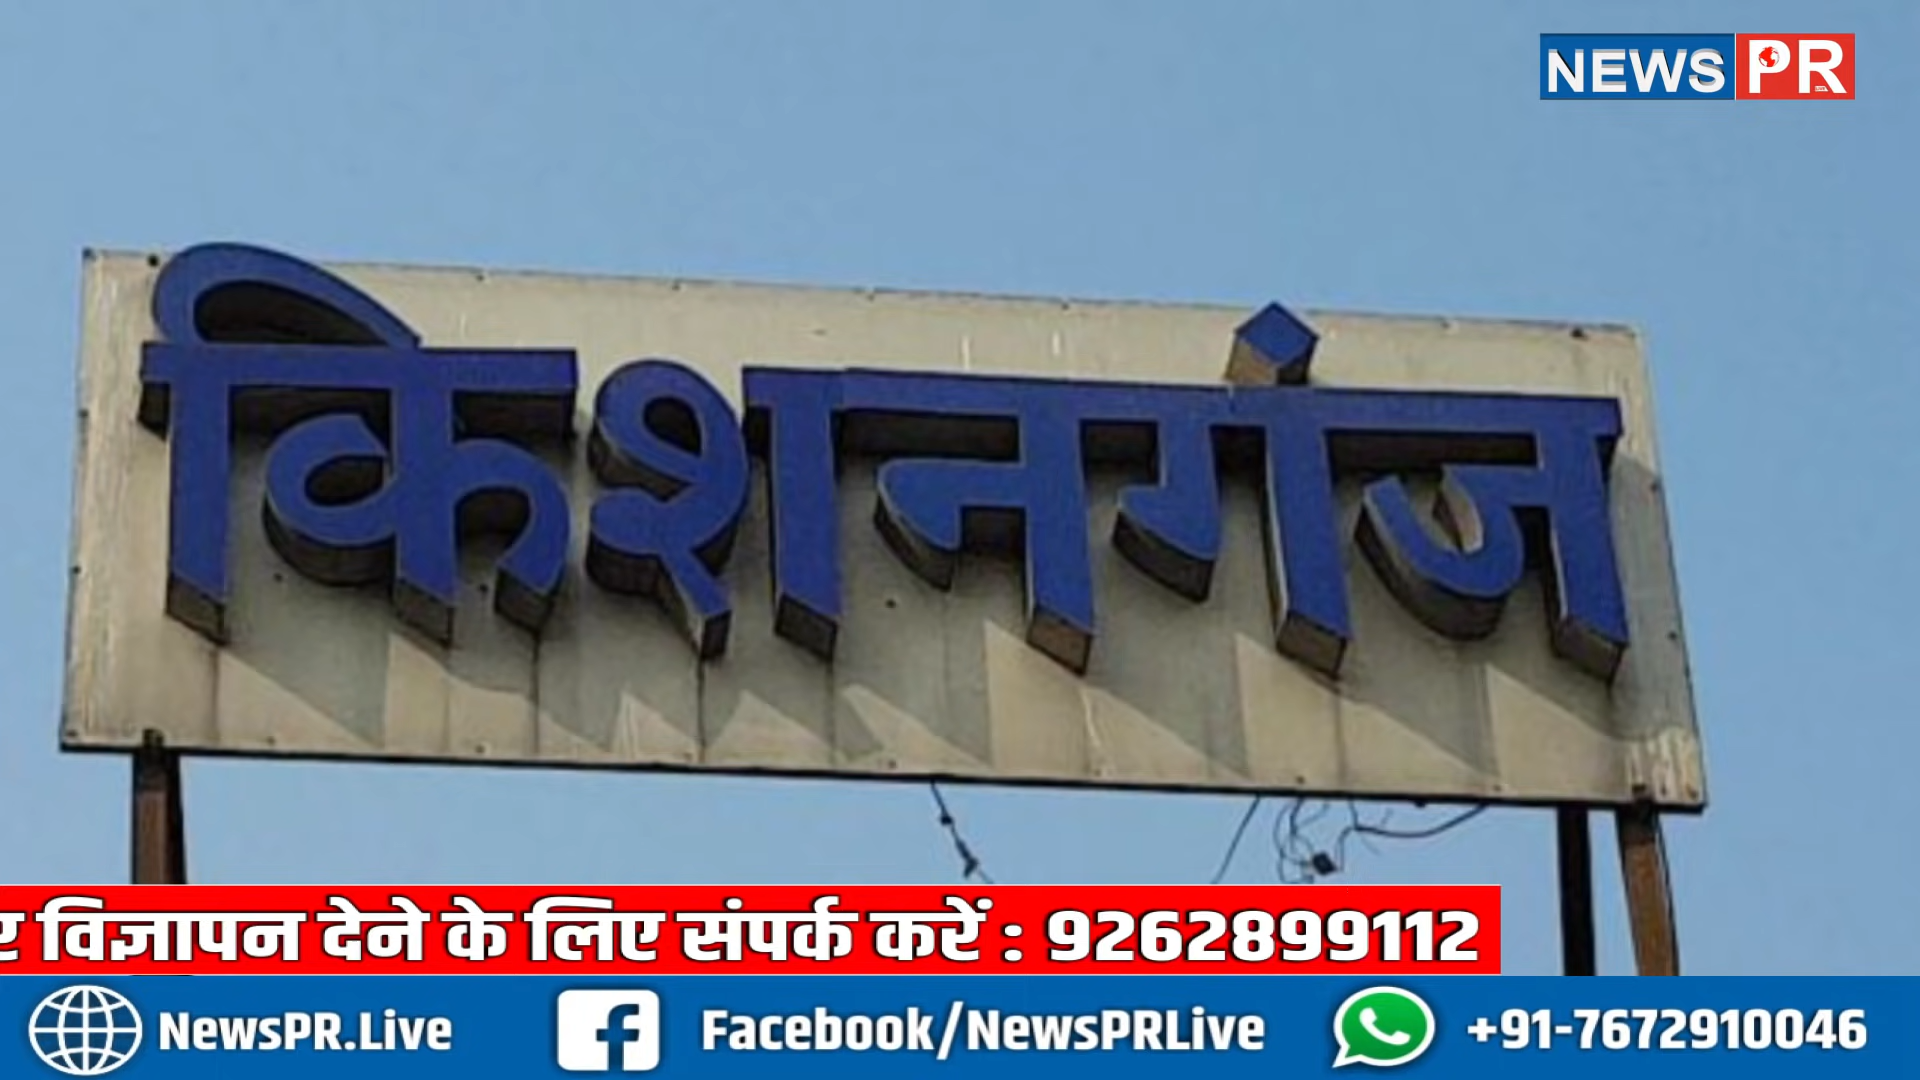 NEWS PR
किशनगंज
विज्ञापन देने के लिए संपर्क करें : 9262899112
NewsPR.Live
Facebook/NewsPRLive
+91-7672910046